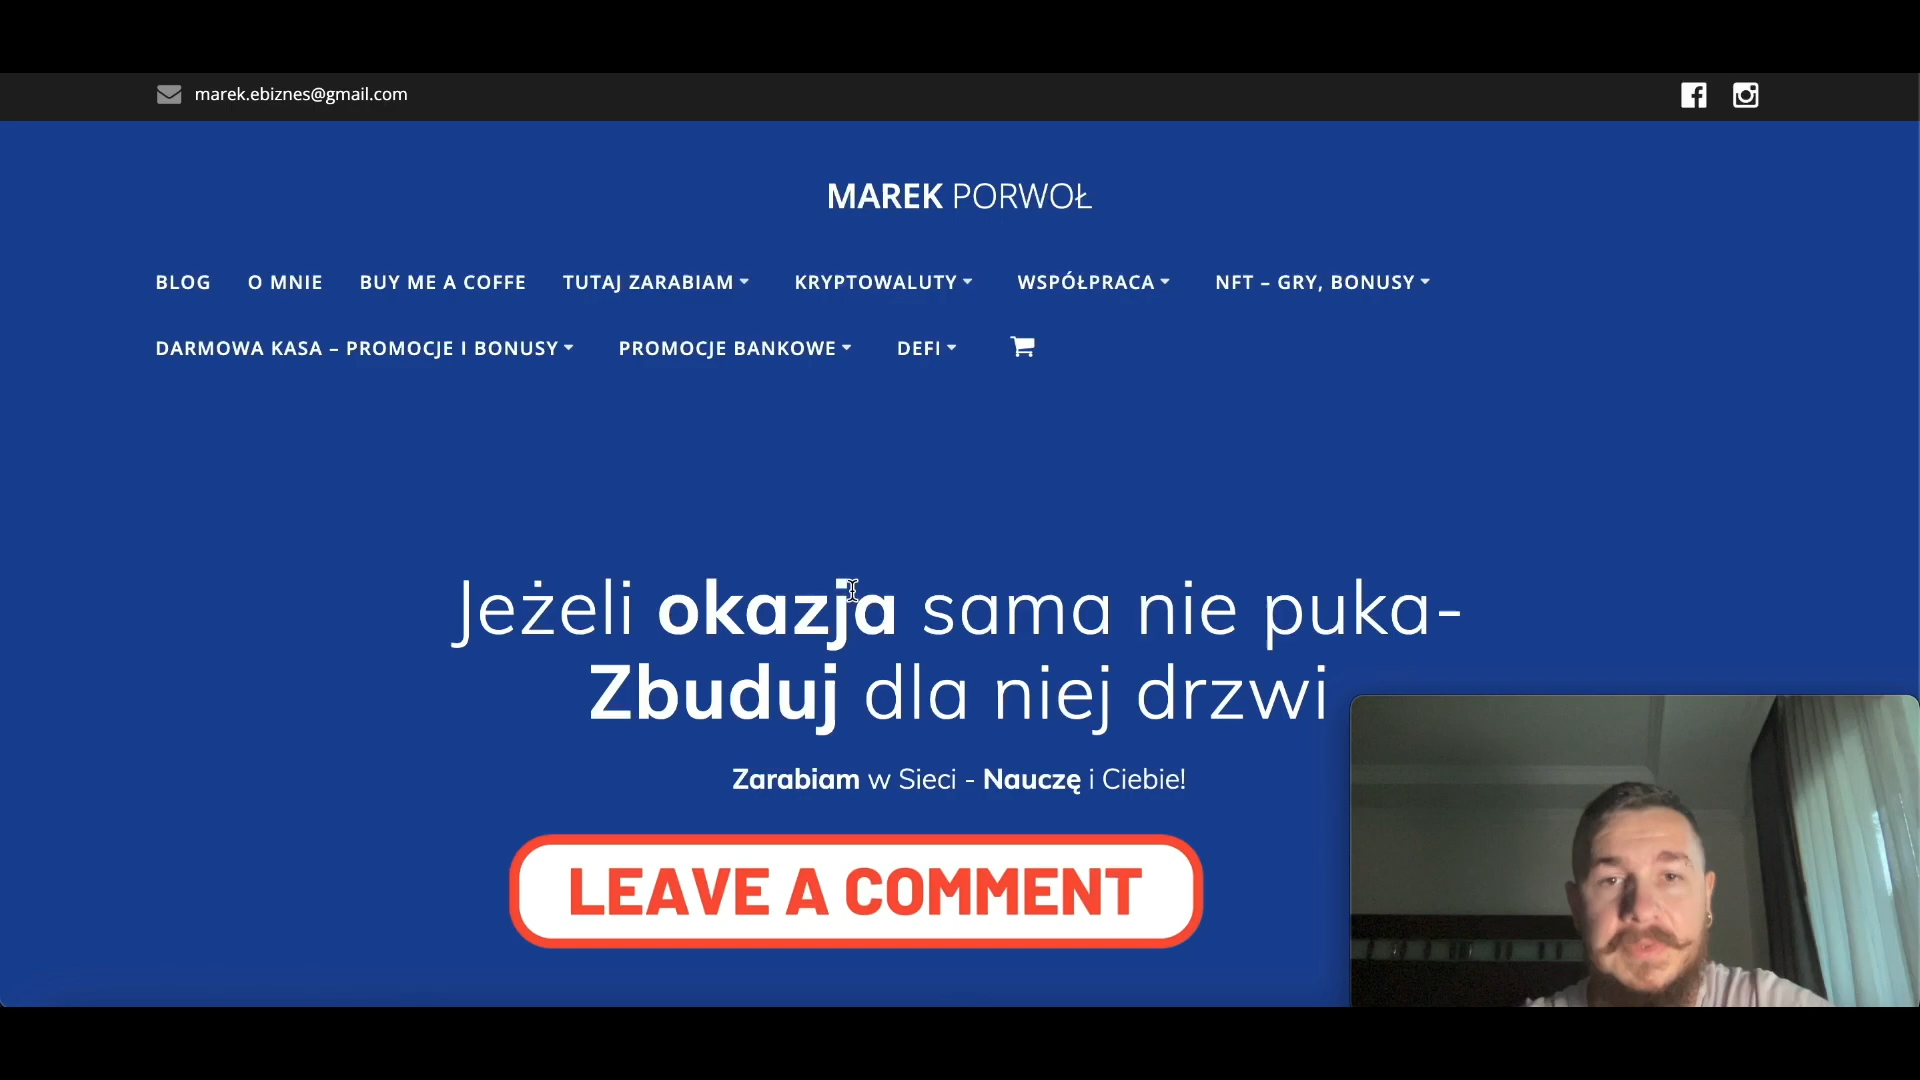 marek.ebiznes@gmail.com
MAREK PORWOŁ
BLOG O MNIE BUY ME A COFFE TUTAJ ZARABIAM KRYPTOWALUTY WSPÓŁPRACA NFT – GRY, BONUSY
DARMOWA KASA – PROMOCJE I BONUSY PROMOCJE BANKOWE DEFI
Jeżeli okazja sama nie puka-
Zbuduj dla niej drzwi
Zarabiam w Sieci - Nauczę i Ciebie!
LEAVE A COMMENT